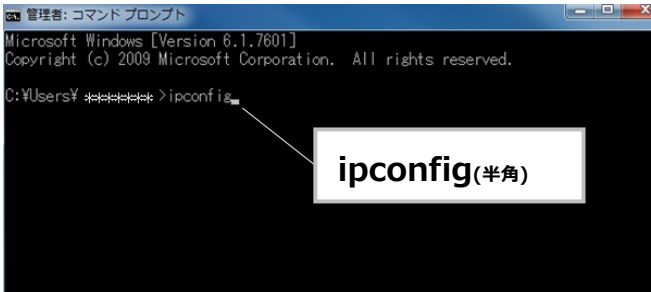 管理者: コマンド プロンプト
Microsoft Windows [Version 6.1.7601]
Copyright (c) 2009 Microsoft Corporation.  All rights reserved.
C:¥Users¥ ******* >ipconfig_
ipconfig(半角)